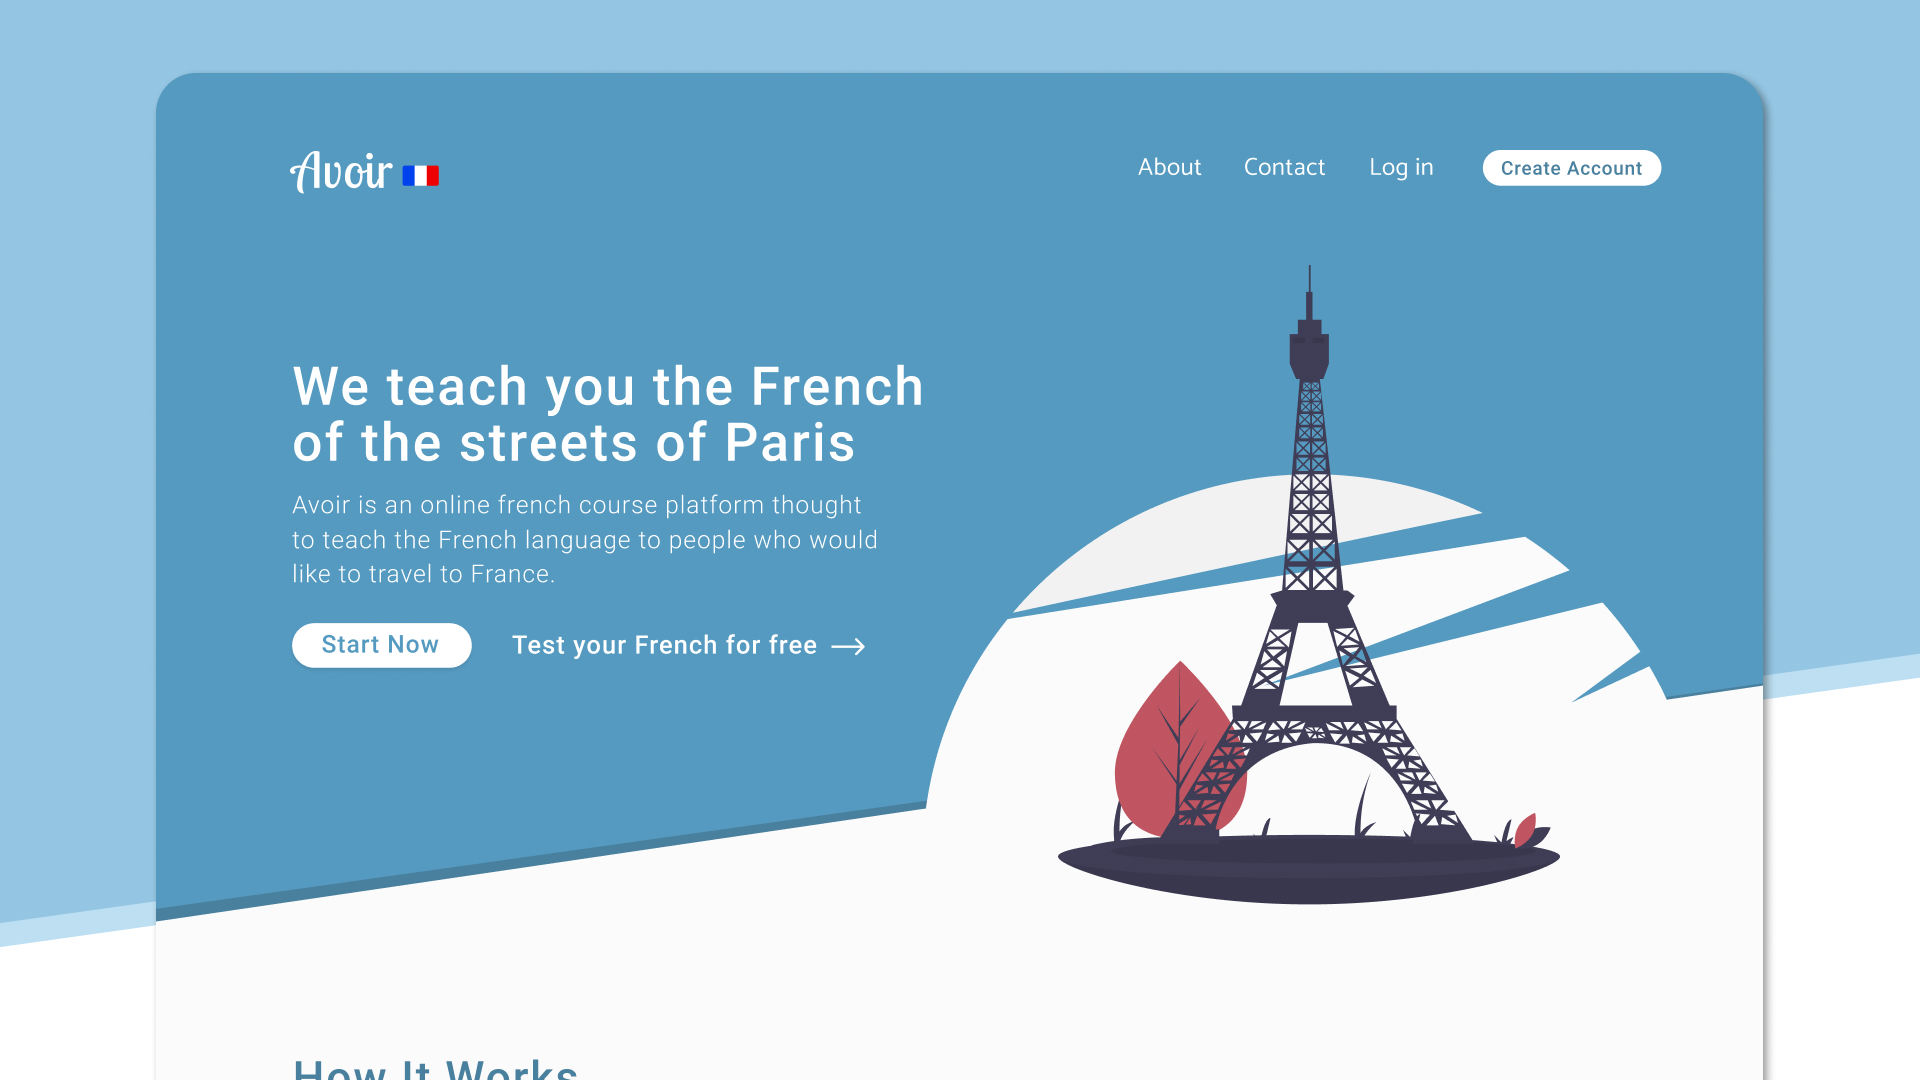 Avoir
About
Contact
Log in
Create Account
We teach you the French
of the streets of Paris
Avoir is an online french course platform thought
to teach the French language to people who would
like to travel to France.
Start Now
Test your French for free
How It Works